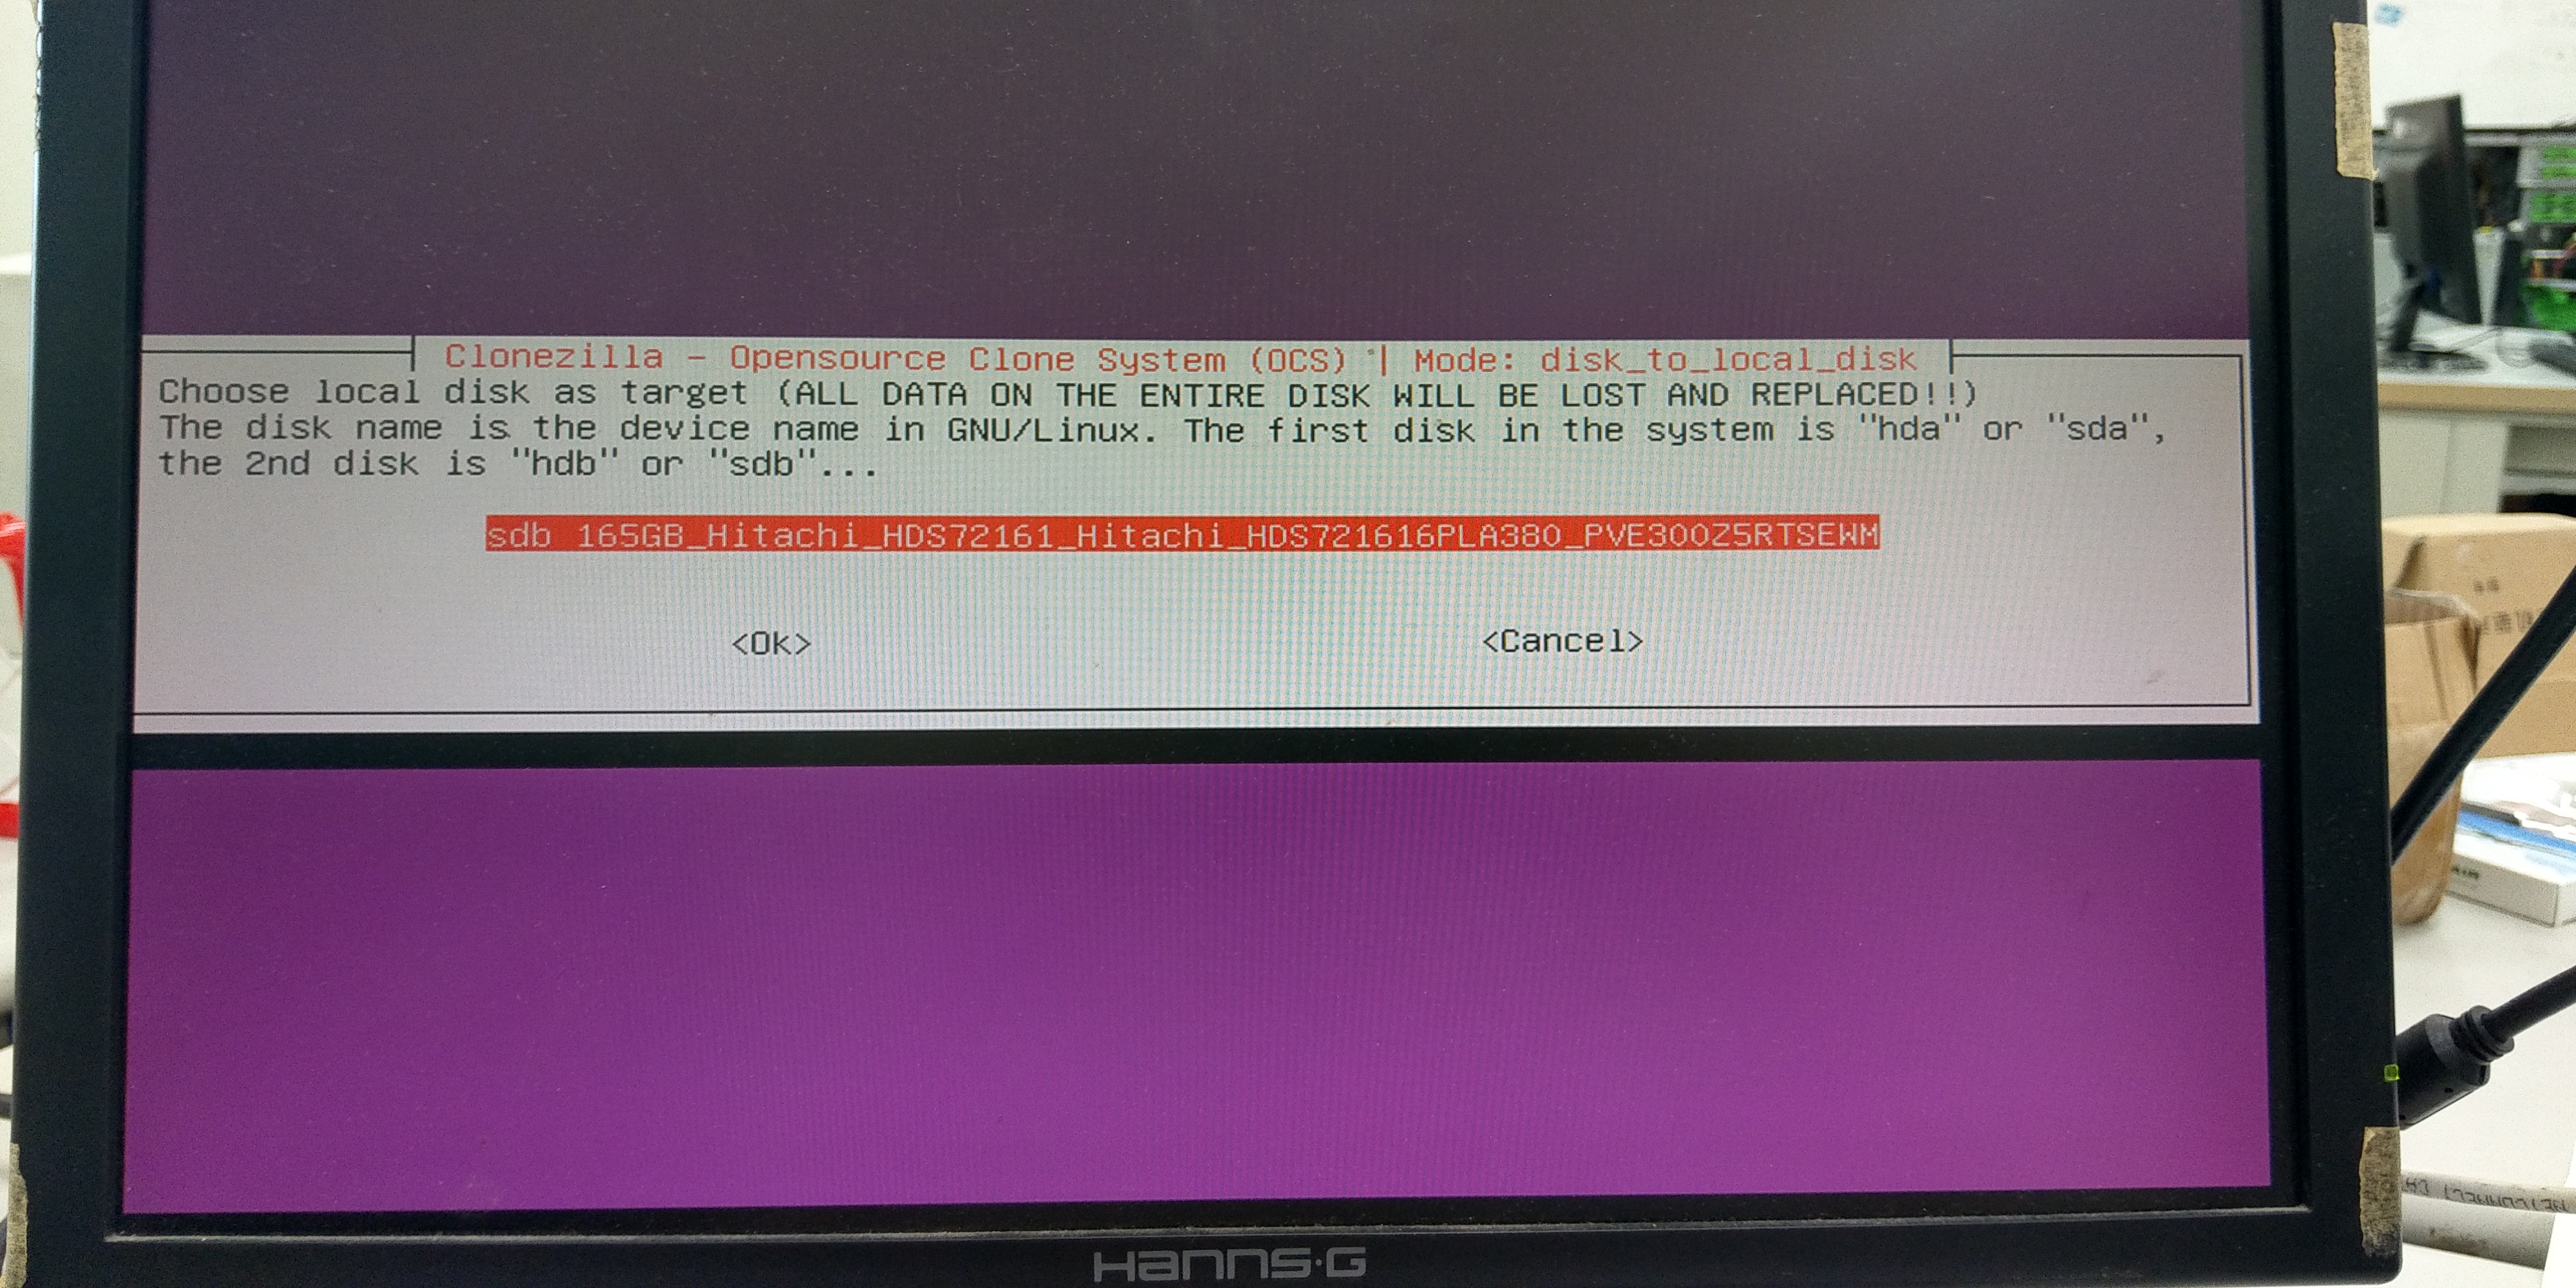 Clonezilla - Opensource Clone System (OCS) | Mode: disk_to_local_disk
Choose local disk as target (ALL DATA ON THE ENTIRE DISK WILL BE LOST AND REPLACED!!)
The disk name is the device name in GNU/Linux. The first disk in the system is "hda" or "sda",
the 2nd disk is "hdb" or "sdb"...
sdb 165GB_Hitachi_HDS72161_Hitachi_HDS721616PLA380_PVE300Z5RTSEWM
<Ok> <Cancel>
HANNS·G